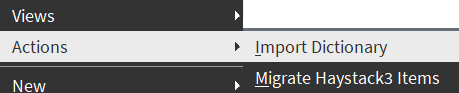 Views
Actions
Import Dictionary
Migrate Haystack3 Items
New